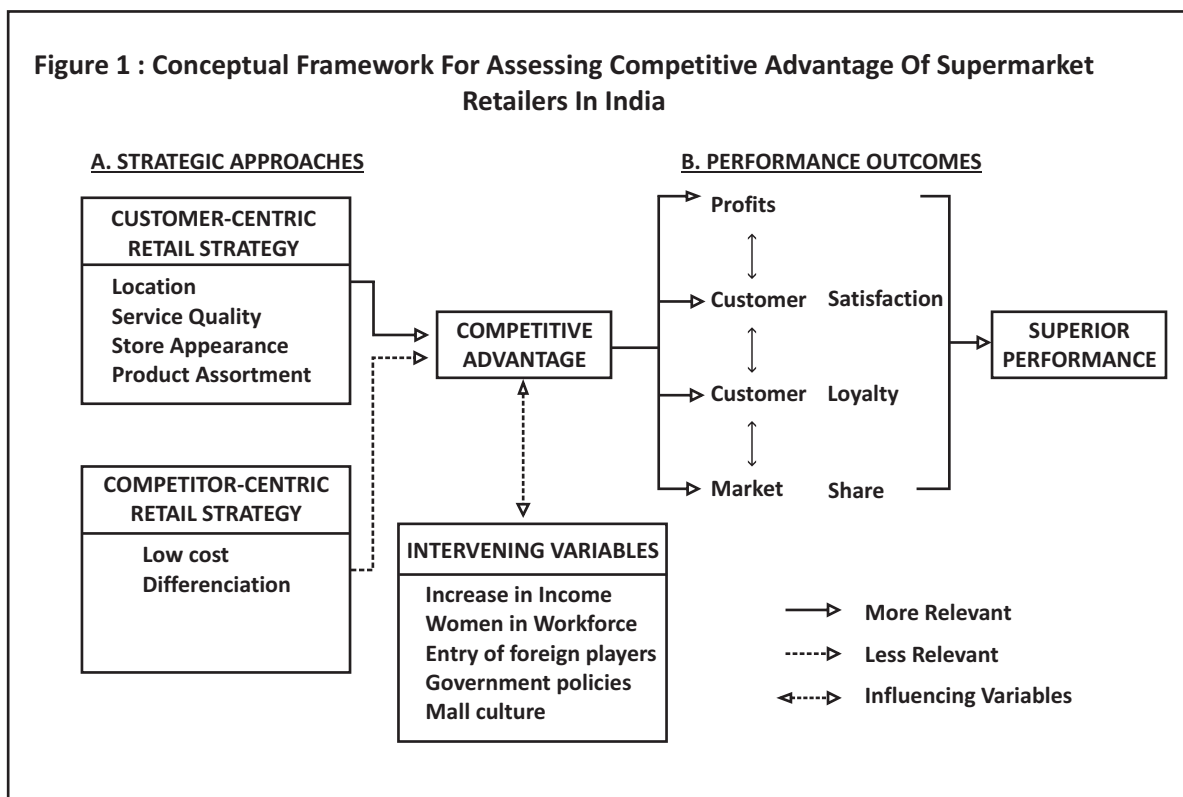 Figure 1 : Conceptual Framework For Assessing Competitive Advantage Of Supermarket
Retailers In India
A. STRATEGIC APPROACHES
CUSTOMER-CENTRIC
RETAIL STRATEGY
Location
Service Quality
Store Appearance
Product Assortment
COMPETITOR-CENTRIC
RETAIL STRATEGY
Low cost
Differenciation
COMPETITIVE
ADVANTAGE
INTERVENING VARIABLES
Increase in Income
Women in Workforce
Entry of foreign players
Government policies
Mall culture
B. PERFORMANCE OUTCOMES
Profits
Customer Satisfaction
Customer Loyalty
Market Share
SUPERIOR
PERFORMANCE
More Relevant
Less Relevant
Influencing Variables